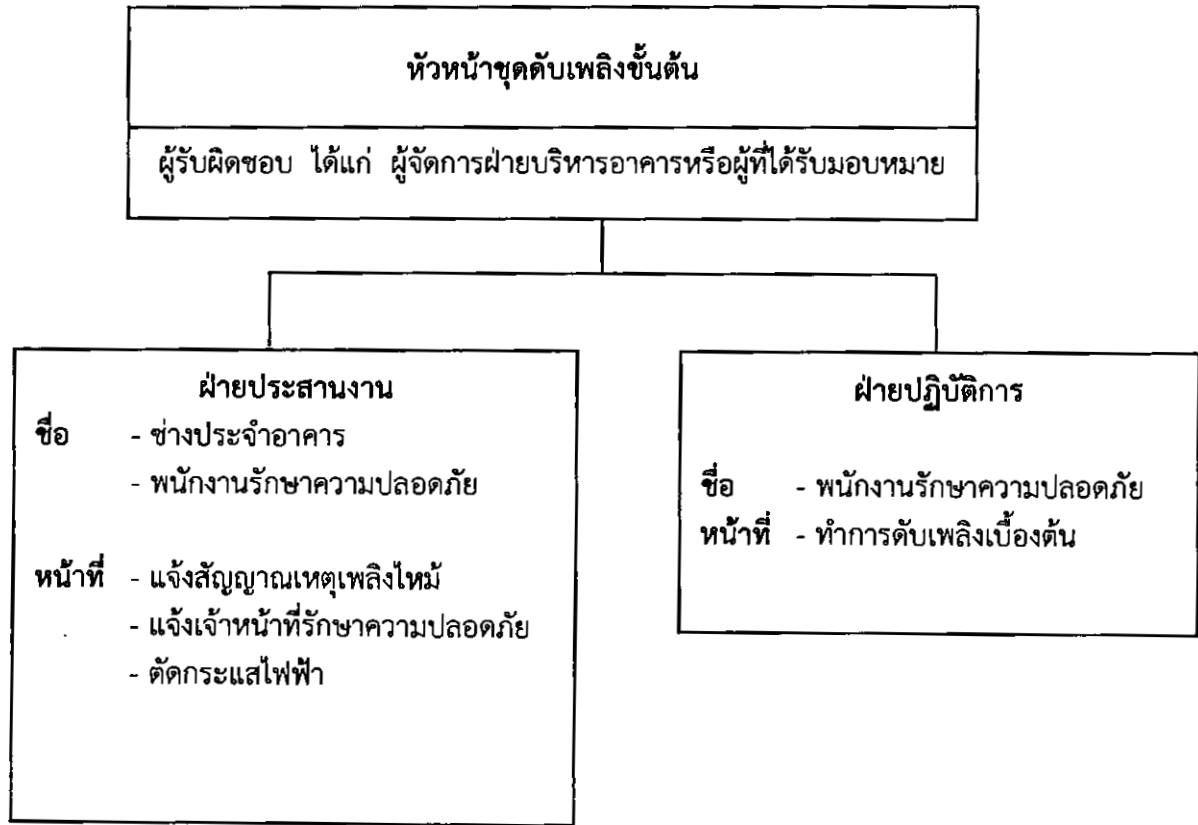 หัวหน้าชุดดับเพลิงขั้นต้น
ผู้รับผิดชอบ ได้แก่ ผู้จัดการฝ่ายบริหารอาคารหรือผู้ที่ได้รับมอบหมาย
ฝ่ายประสานงาน
ชื่อ - ช่างประจำอาคาร
- พนักงานรักษาความปลอดภัย
หน้าที่ - แจ้งสัญญาณเหตุเพลิงไหม้
- แจ้งเจ้าหน้าที่รักษาความปลอดภัย
- ตัดกระแสไฟฟ้า
ฝ่ายปฏิบัติการ
ชื่อ - พนักงานรักษาความปลอดภัย
หน้าที่ - ทำการดับเพลิงเบื้องต้น